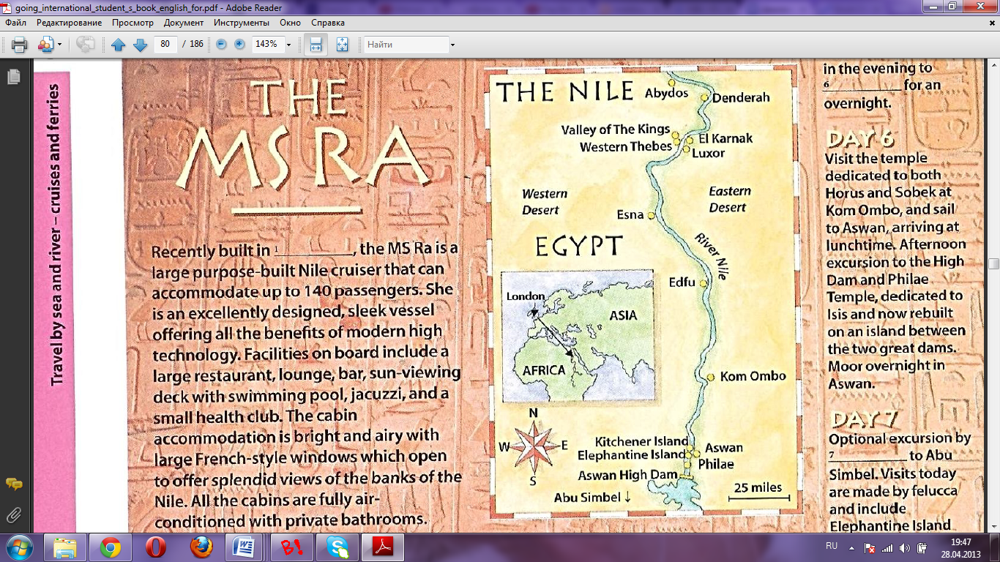 going_international_student_s_book_english_for.pdf - Adobe Reader
Файл Редактирование Просмотр Документ Инструменты Окно Справка
80 / 186 143% Найти
Travel by sea and river – cruises and ferries
THE
MS RA
Recently built in 1 __________, the MS Ra is a
large purpose-built Nile cruiser that can
accommodate up to 140 passengers. She
is an excellently designed, sleek vessel
offering all the benefits of modern high
technology. Facilities on board include a
large restaurant, lounge, bar, sun-viewing
deck with swimming pool, jacuzzi, and a
small health club. The cabin
accommodation is bright and airy with
large French-style windows which open
to offer splendid views of the banks of the
Nile. All the cabins are fully air-
conditioned with private bathrooms.
THE NILE
Abydos
Denderah
Valley of The Kings
El Karnak
Western Thebes
Luxor
Western
Desert
Eastern
Desert
Esna
River Nile
EGYPT
Edfu
London
ASIA
AFRICA
Kom Ombo
N
W E
S
Kitchener Island
Aswan
Elephantine Island
Philae
Aswan High Dam
25 miles
Abu Simbel ↓
in the evening to
6 __________ for an
overnight.
DAY 6
Visit the temple
dedicated to both
Horus and Sobek at
Kom Ombo, and sail
to Aswan, arriving at
lunchtime. Afternoon
excursion to the High
Dam and Philae
Temple, dedicated to
Isis and now rebuilt
on an island between
the two great dams.
Moor overnight in
Aswan.
DAY 7
Optional excursion by
7 __________ to Abu
Simbel. Visits today
are made by felucca
and include
Elephantine Island
RU
19:47
28.04.2013